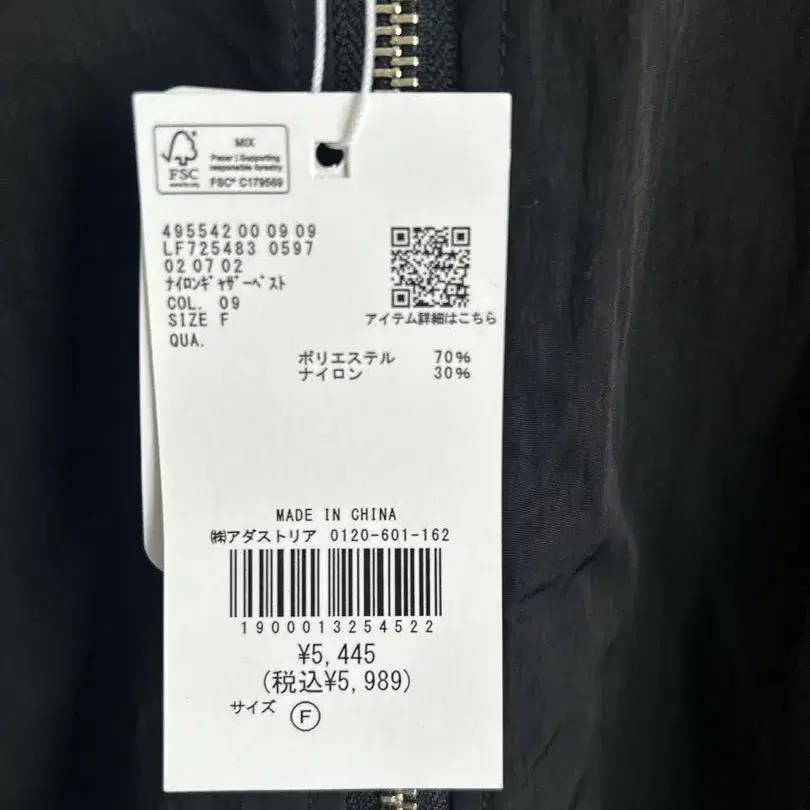 MIX
Paper | Supporting
responsible forestry
FSC® C179569
FSC
495542 00 09 09
LF725483 0597
02 07 02
ナイロンギャザーベスト
COL. 09
SIZE F
QUA.
アイテム詳細はこちら
ポリエステル 70%
ナイロン 30%
MADE IN CHINA
㈱アダストリア 0120-601-162
1900013254522
¥5,445
(税込¥5,989)
サイズ F